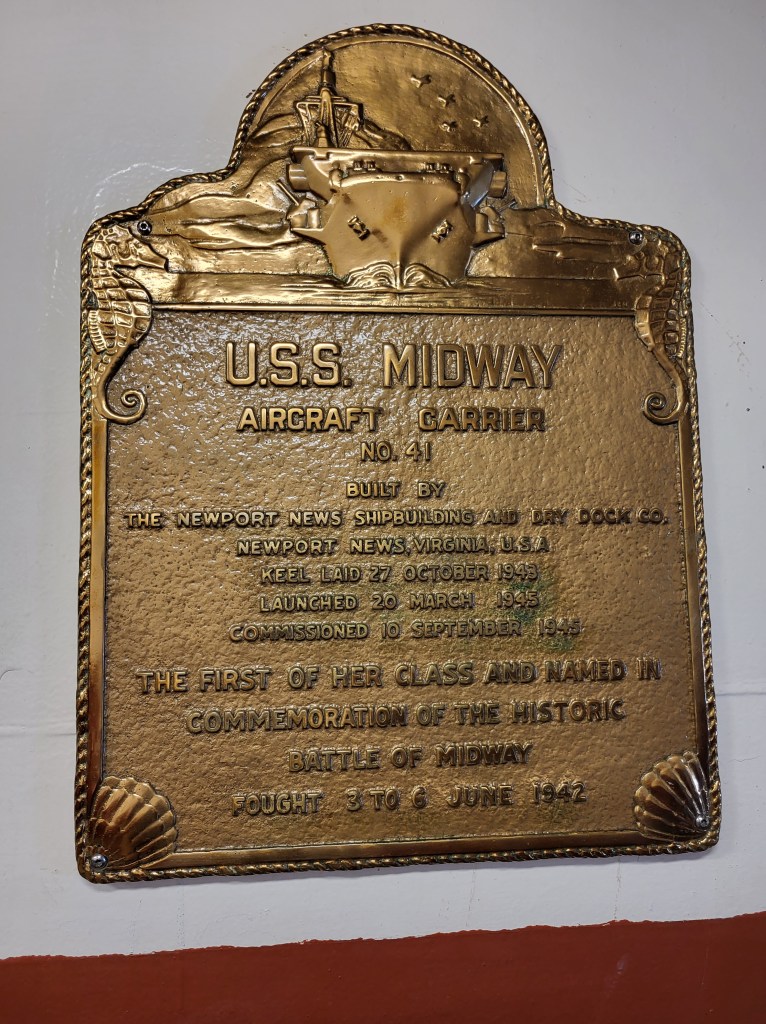 U.S.S. MIDWAY
AIRCRAFT CARRIER
NO. 41
BUILT BY
THE NEWPORT NEWS SHIPBUILDING AND DRY DOCK CO.
NEWPORT NEWS, VIRGINIA, U.S.A
KEEL LAID 27 OCTOBER 1943
LAUNCHED 20 MARCH 1945
COMMISSIONED 10 SEPTEMBER 1945
THE FIRST OF HER CLASS AND NAMED IN
COMMEMORATION OF THE HISTORIC
BATTLE OF MIDWAY
FOUGHT 3 TO 6 JUNE 1942